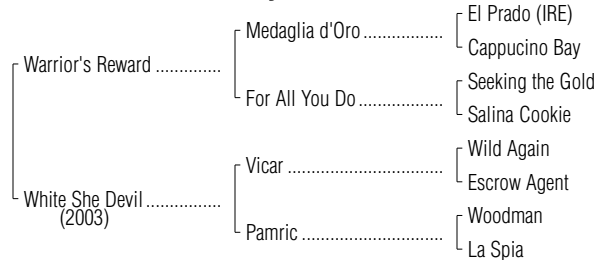 El Prado (IRE)
Medaglia d'Oro .................
Cappucino Bay
Warrior's Reward ..............
Seeking the Gold
For All You Do ..................
Salina Cookie
Wild Again
Vicar .................................
Escrow Agent
White She Devil ................
(2003)
Woodman
Pamric ..............................
La Spia